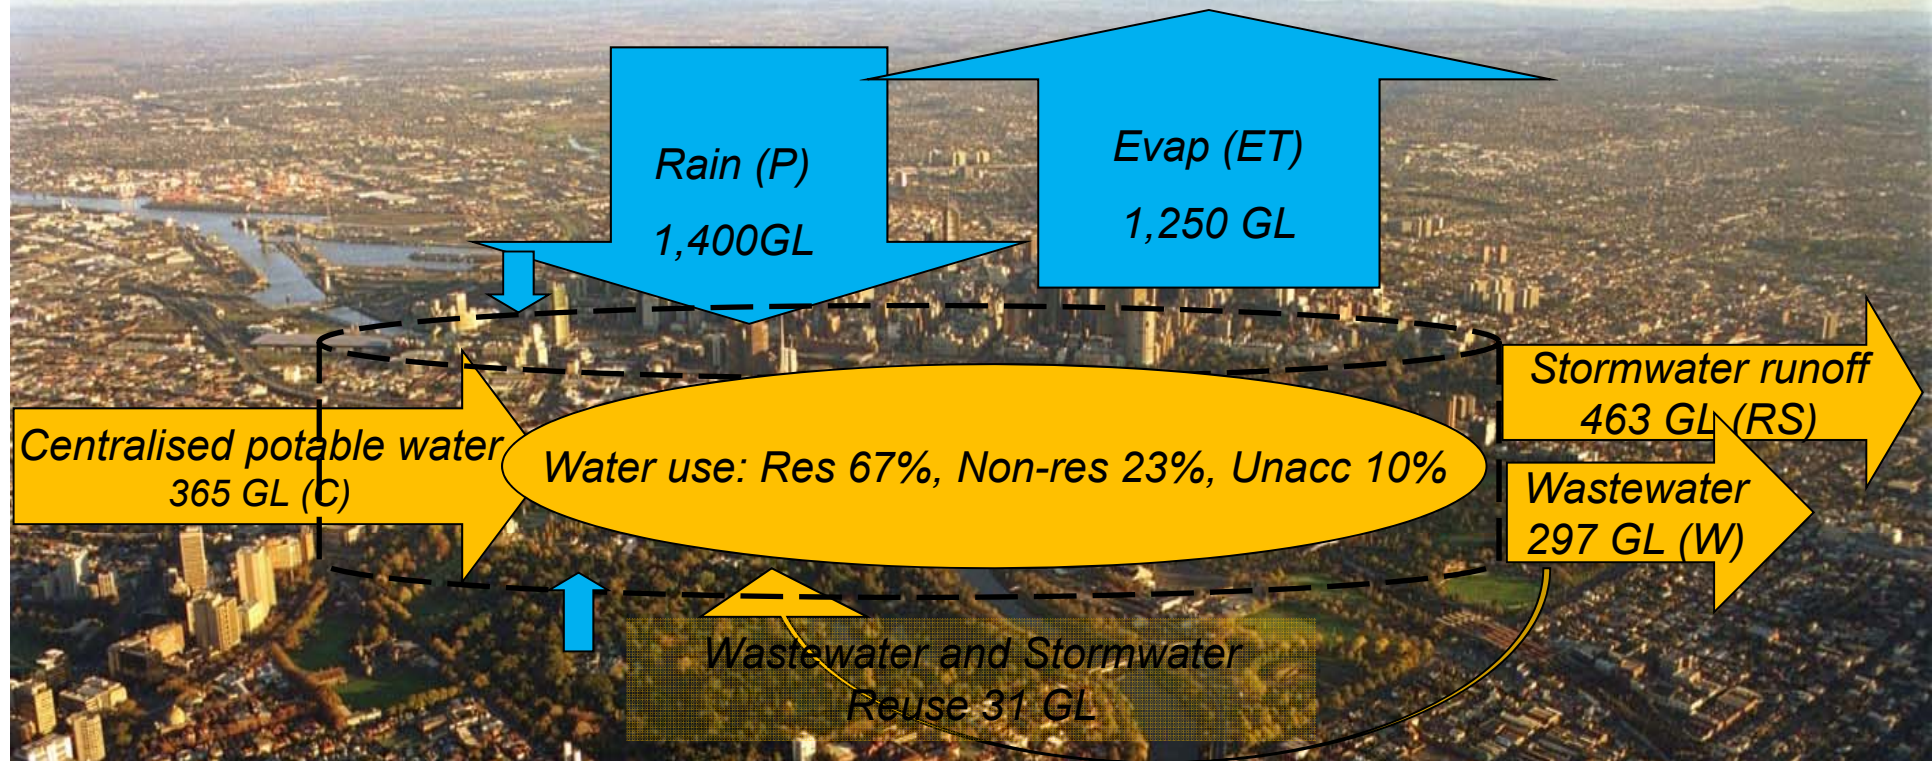 Rain (P)
1,400GL
Evap (ET)
1,250 GL
Centralised potable water
365 GL (C)
Water use: Res 67%, Non-res 23%, Unacc 10%
Stormwater runoff
463 GL (RS)
Wastewater
297 GL (W)
Wastewater and Stormwater
Reuse 31 GL